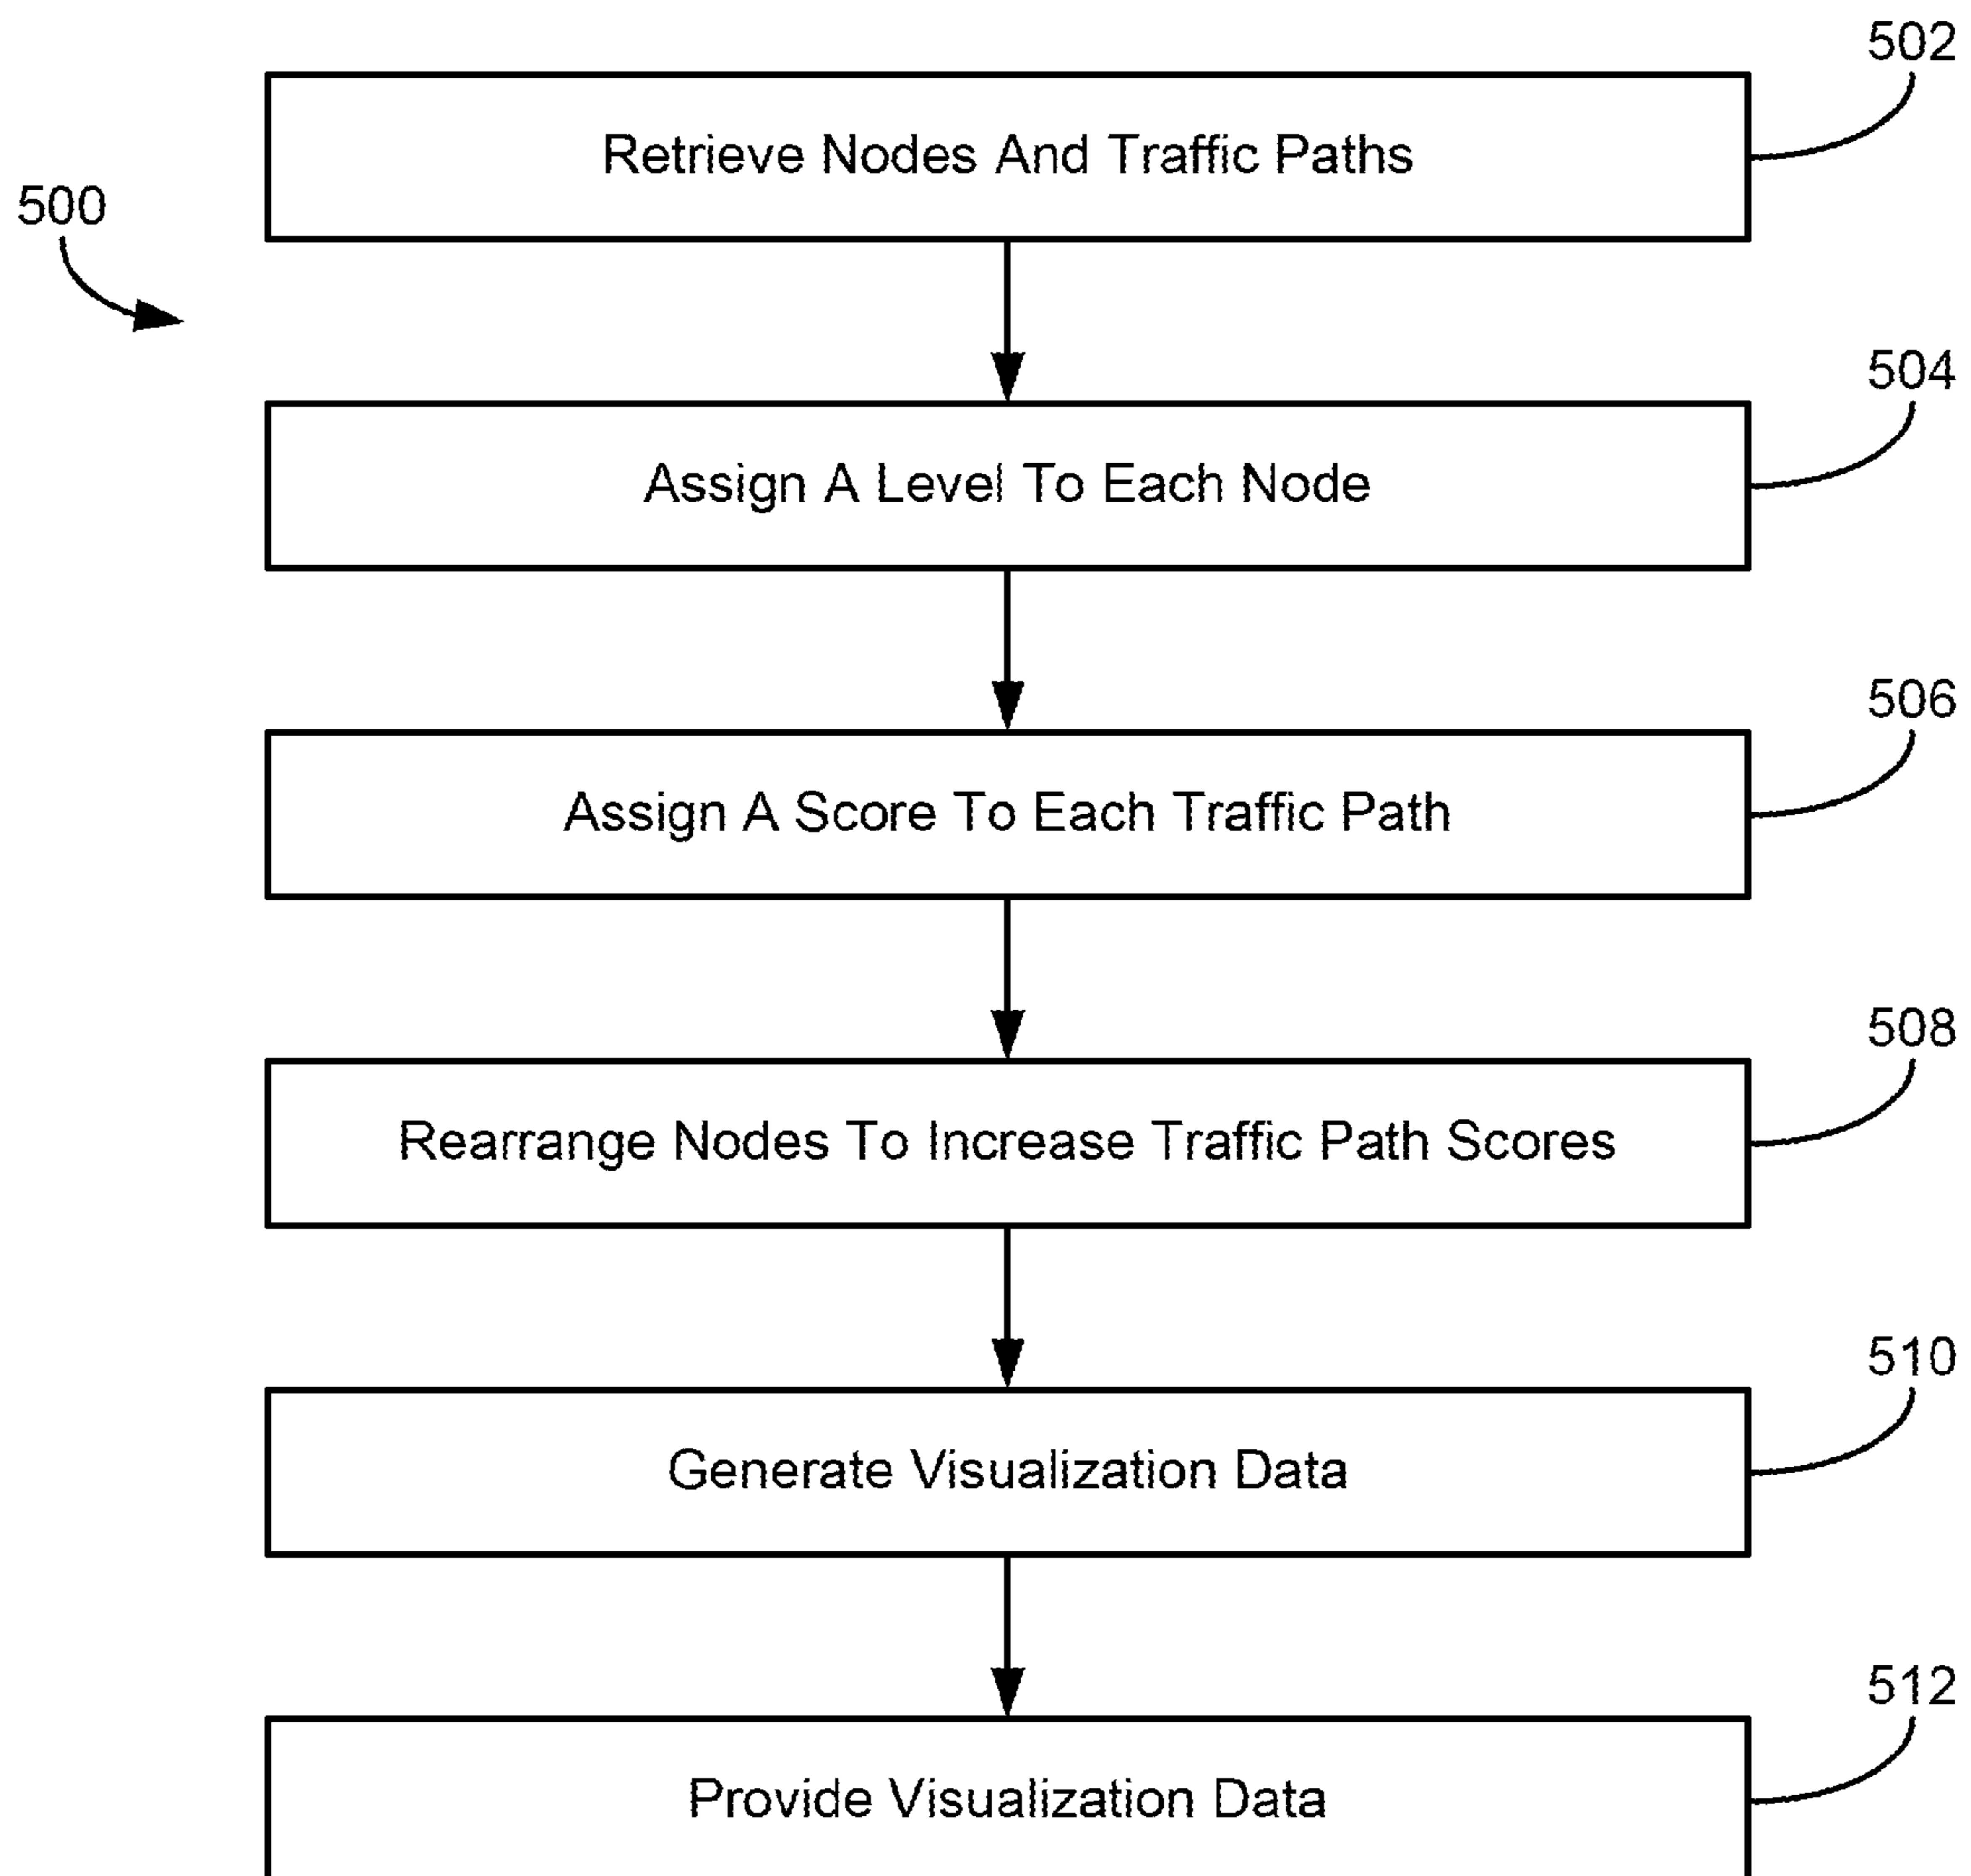 502
Retrieve Nodes And Traffic Paths
500
504
Assign A Level To Each Node
506
Assign A Score To Each Traffic Path
508
Rearrange Nodes To Increase Traffic Path Scores
510
Generate Visualization Data
512
Provide Visualization Data